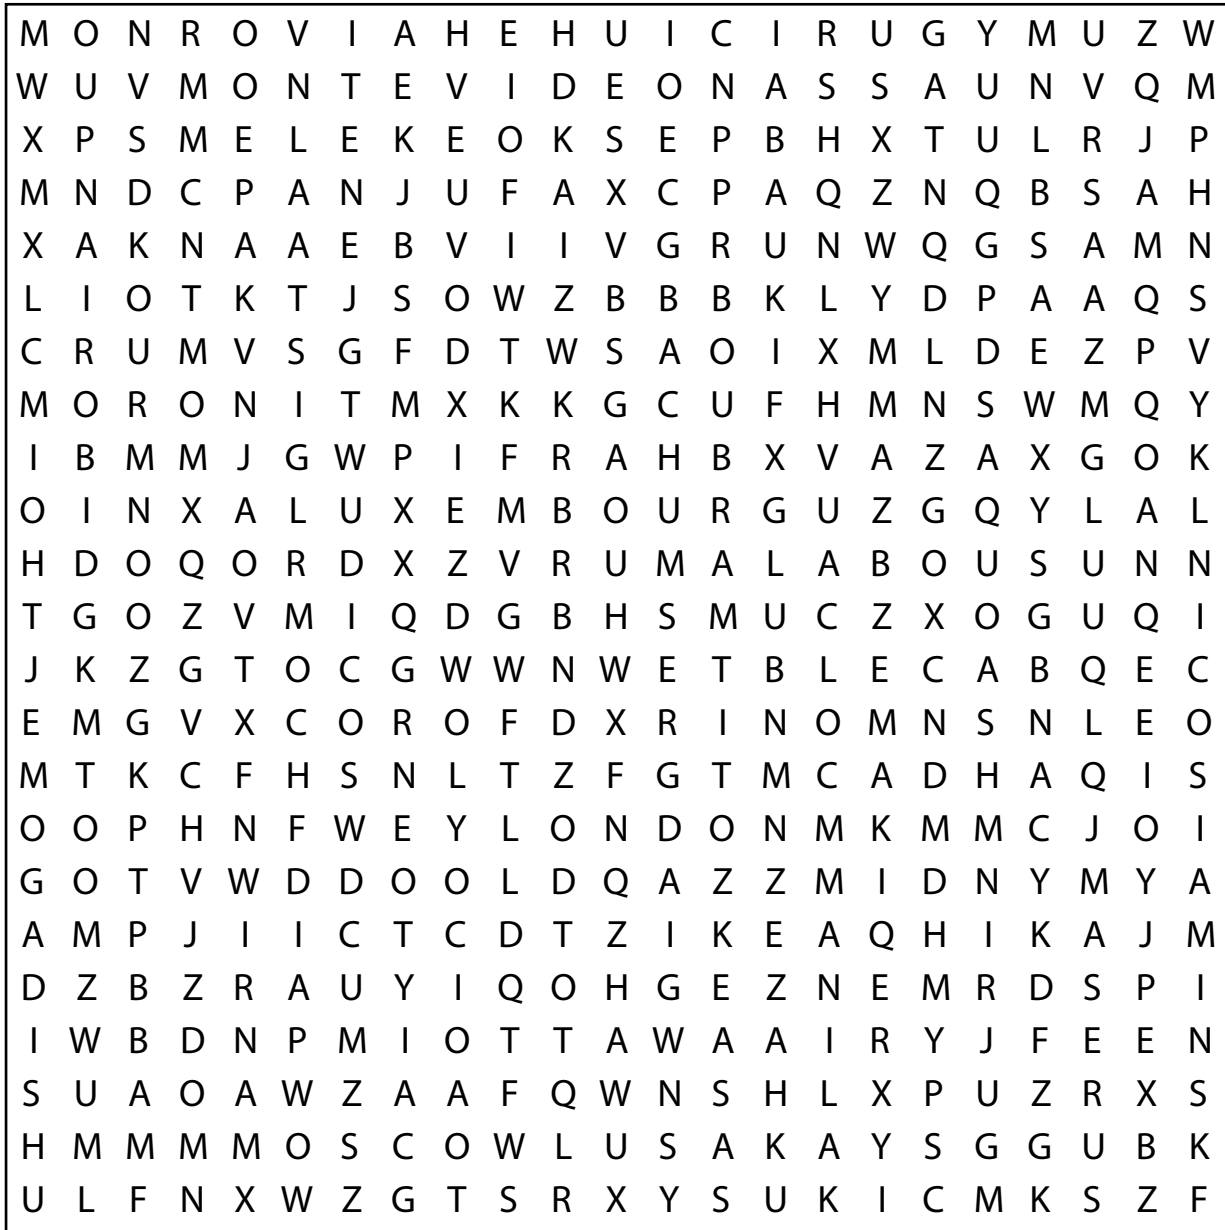 M O N R O V I A H E H U I C I R U G Y M U Z W
W U V M O N T E V I D E O N A S S A U N V Q M
X P S M E L E K E O K S E P B H X T U L R J P
M N D C P A N J U F A X C P A Q Z N Q B S A H
X A K N A A E B V I I V G R U N W Q G S A M N
L I O T K T J S O W Z B B B K L Y D P A A Q S
C R U M V S G F D T W S A O I X M L D E Z P V
M O R O N I T M X K K G C U F H M N S W M Q Y
I B M M J G W P I F R A H B X V A Z A X G O K
O I N X A L U X E M B O U R G U Z G Q Y L A L
H D O Q O R D X Z V R U M A L A B O U S U N N
T G O Z V M I Q D G B H S M U C Z X O G U Q I
J K Z G T O C G W W N W E T B L E C A B Q E C
E M G V X C O R O F D X R I N O M N S N L E O
M T K C F H S N L T Z F G T M C A D H A Q I S
O O P H N F W E Y L O N D O N M K M M C J O I
G O T V W D D O O L D Q A Z Z M I D N Y M Y A
A M P J I I C T C D T Z I K E A Q H I K A J M
D Z B Z R A U Y I Q O H G E Z N E M R D S P I
I W B D N P M I O T T A W A A I R Y J F E E N
S U A O A W Z A A F Q W N S H L X P U Z R X S
H M M M M O S C O W L U S A K A Y S G G U B K
U L F N X W Z G T S R X Y S U K I C M K S Z F